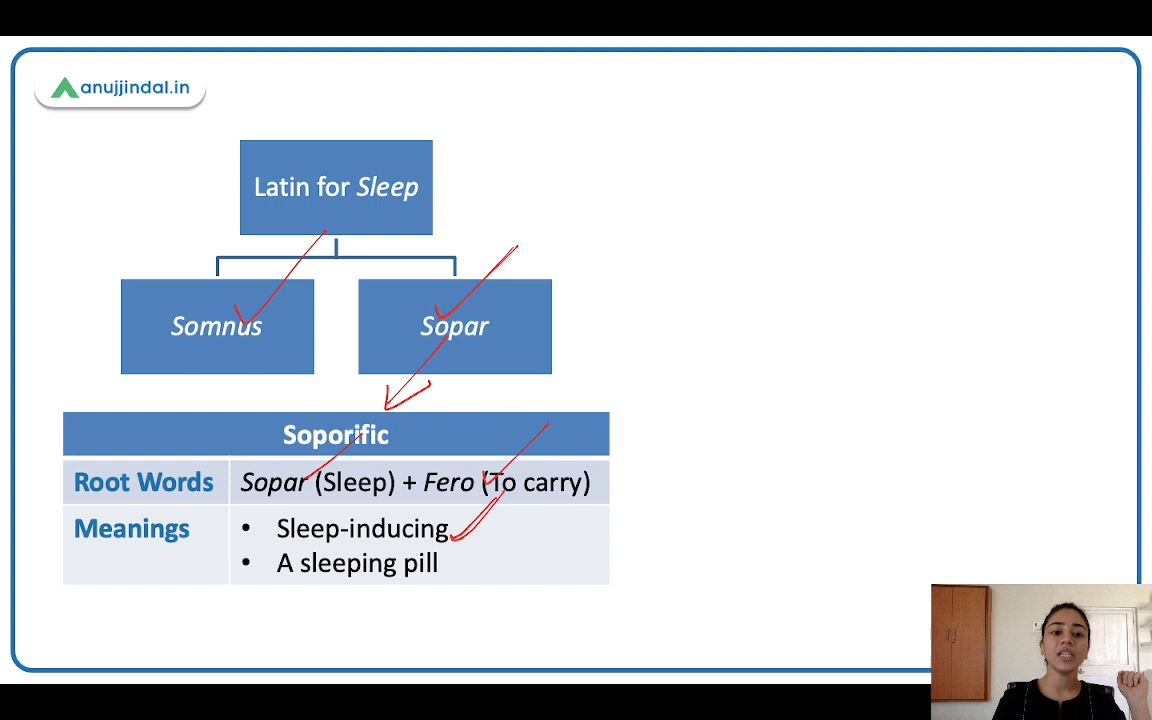 anujjindal.in
Latin for Sleep
Somnus
Sopar
Soporific
Root Words
Sopar (Sleep) + Fero (To carry)
Meanings
• Sleep-inducing
• A sleeping pill